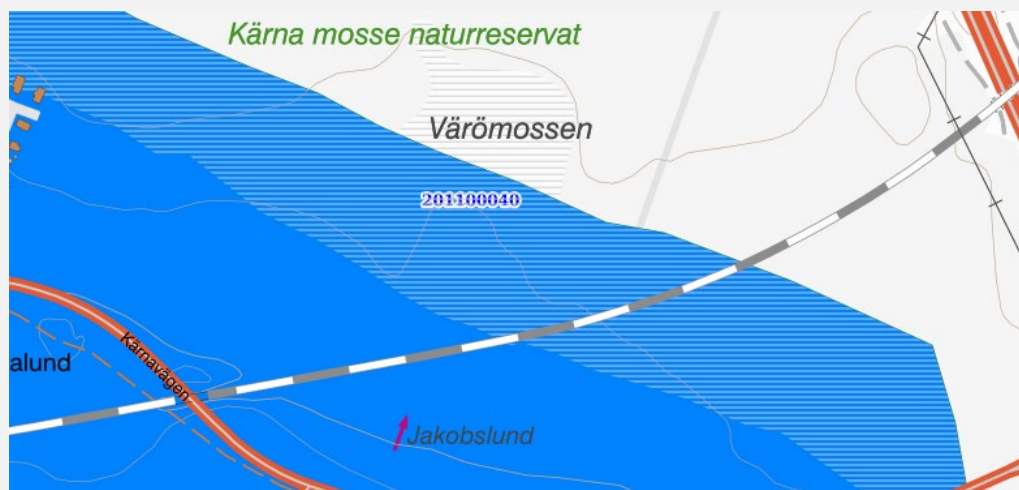 Kärna mosse naturreservat
Värömossen
201100040
Kärnavägen
alund
Jakobslund